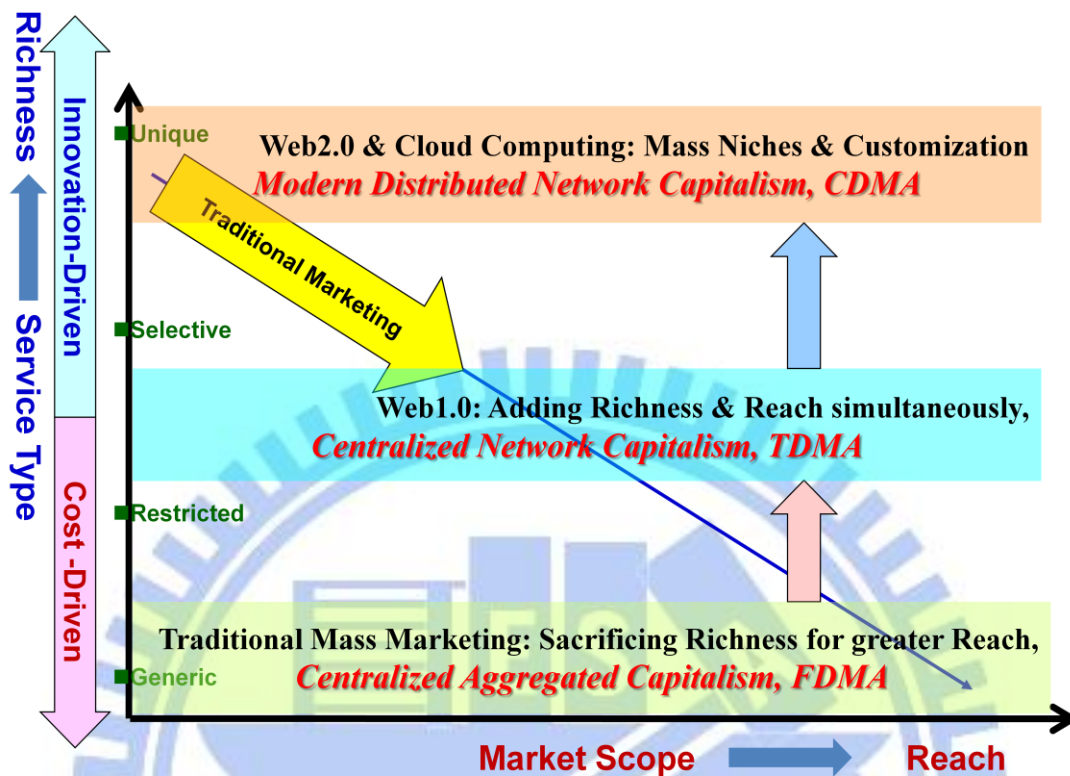 Richness
Service Type
Innovation-Driven
Cost -Driven
Unique
Web2.0 & Cloud Computing: Mass Niches & Customization
Modern Distributed Network Capitalism, CDMA
Traditional Marketing
Selective
Web1.0: Adding Richness & Reach simultaneously,
Centralized Network Capitalism, TDMA
Restricted
Traditional Mass Marketing: Sacrificing Richness for greater Reach,
Centralized Aggregated Capitalism, FDMA
Generic
Market Scope
Reach